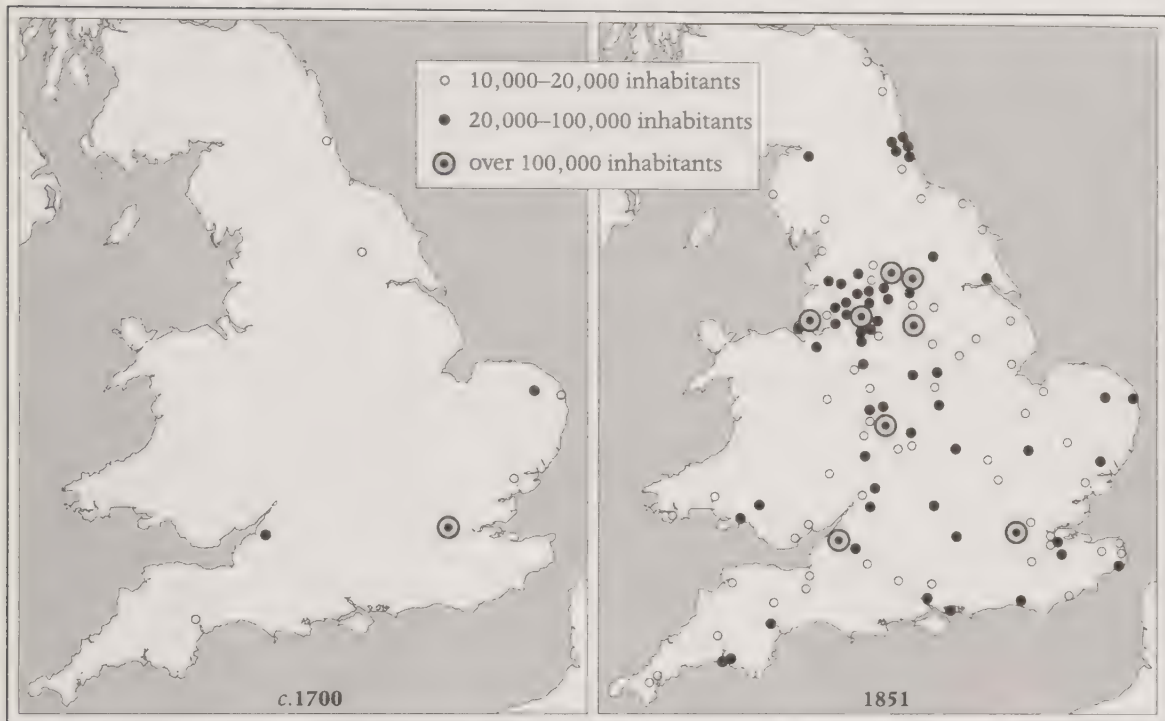 10,000–20,000 inhabitants
20,000–100,000 inhabitants
over 100,000 inhabitants
c.1700
1851